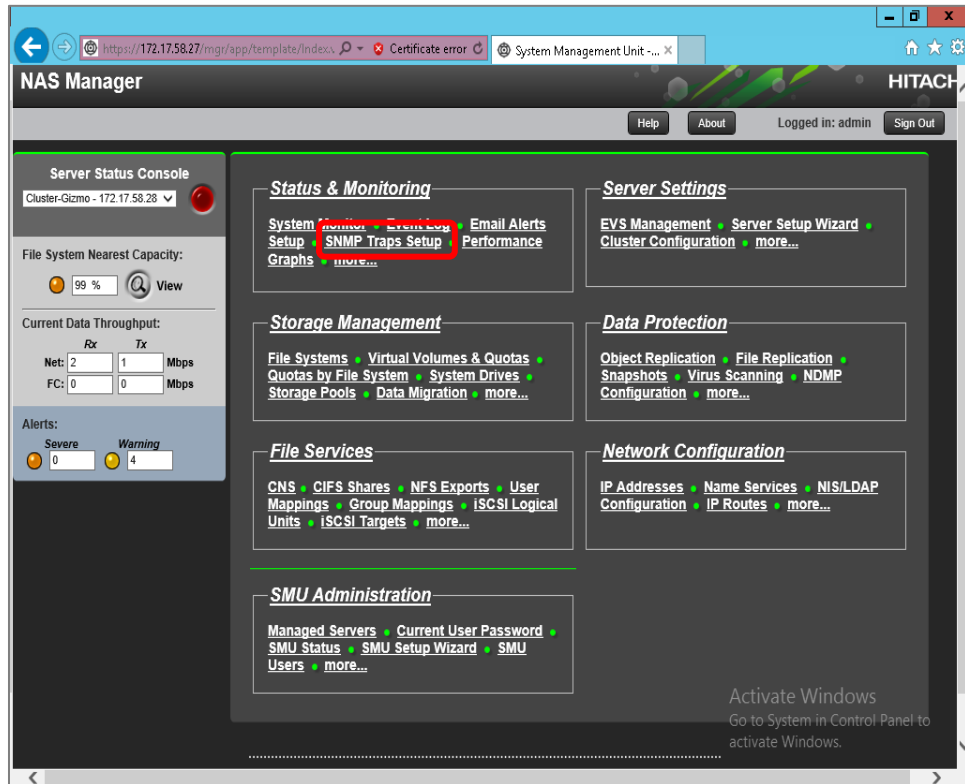 https://172.17.58.27/mgr/app/template/Index.
Certificate error
System Management Unit -...
NAS Manager
HITACH
Help
About
Logged in: admin
Sign Out
Server Status Console
Cluster-Gizmo - 172.17.58.28
File System Nearest Capacity:
99 %
View
Current Data Throughput:
Rx Tx
Net: 2 1 Mbps
FC: 0 0 Mbps
Alerts:
Severe Warning
0 4
Status & Monitoring
System Monitor • Event Log • Email Alerts
Setup • SNMP Traps Setup • Performance
Graphs • more...
Server Settings
EVS Management • Server Setup Wizard •
Cluster Configuration • more...
Storage Management
File Systems • Virtual Volumes & Quotas •
Quotas by File System • System Drives •
Storage Pools • Data Migration • more...
Data Protection
Object Replication • File Replication •
Snapshots • Virus Scanning • NDMP
Configuration • more...
File Services
CNS • CIFS Shares • NFS Exports • User
Mappings • Group Mappings • iSCSI Logical
Units • iSCSI Targets • more...
Network Configuration
IP Addresses • Name Services • NIS/LDAP
Configuration • IP Routes • more...
SMU Administration
Managed Servers • Current User Password •
SMU Status • SMU Setup Wizard • SMU
Users • more...
Activate Windows
Go to System in Control Panel to
activate Windows.